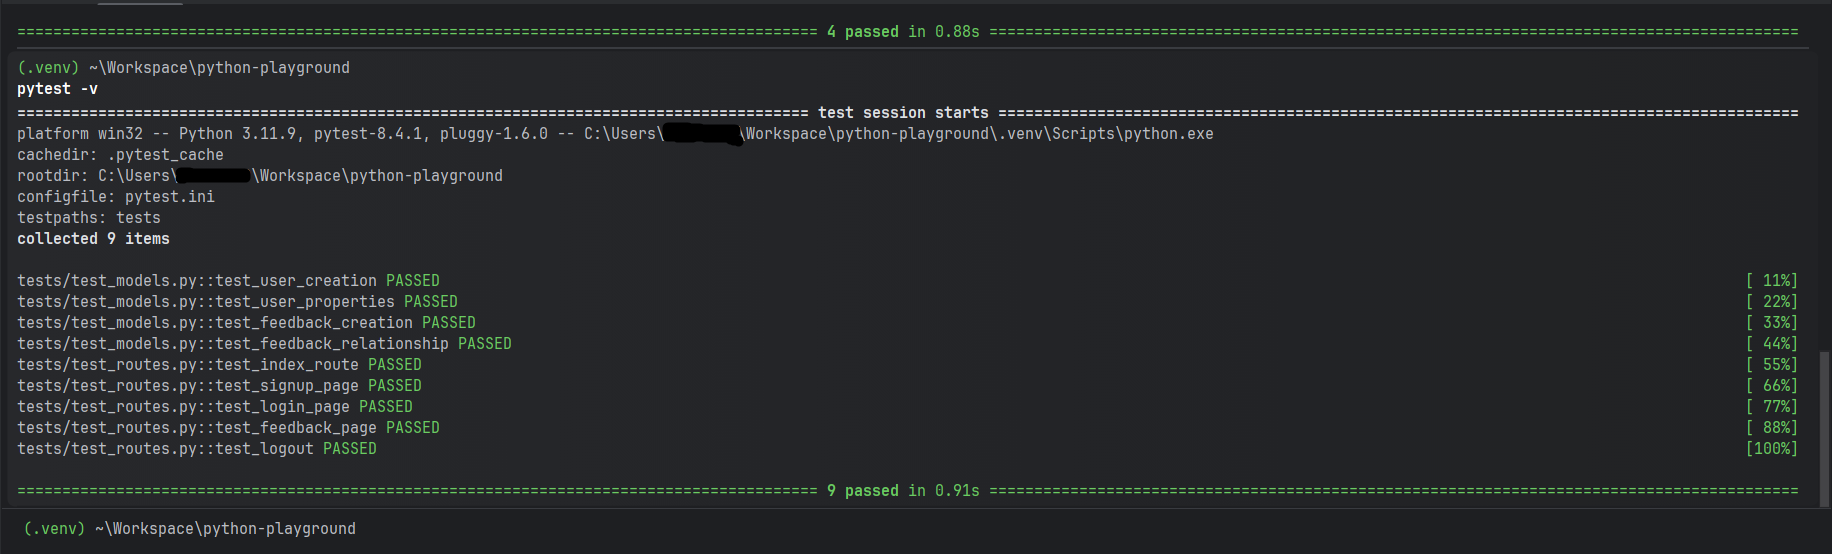 ========================================================================================= 4 passed in 0.88s ==========================================================================================
(.venv) ~\Workspace\python-playground
pytest -v
======================================================================================== test session starts =========================================================================================
platform win32 -- Python 3.11.9, pytest-8.4.1, pluggy-1.6.0 -- C:\Users\ \Workspace\python-playground\.venv\Scripts\python.exe
cachedir: .pytest_cache
rootdir: C:\Users\ \Workspace\python-playground
configfile: pytest.ini
testpaths: tests
collected 9 items
tests/test_models.py::test_user_creation PASSED [ 11%]
tests/test_models.py::test_user_properties PASSED [ 22%]
tests/test_models.py::test_feedback_creation PASSED [ 33%]
tests/test_models.py::test_feedback_relationship PASSED [ 44%]
tests/test_routes.py::test_index_route PASSED [ 55%]
tests/test_routes.py::test_signup_page PASSED [ 66%]
tests/test_routes.py::test_login_page PASSED [ 77%]
tests/test_routes.py::test_feedback_page PASSED [ 88%]
tests/test_routes.py::test_logout PASSED [100%]
========================================================================================= 9 passed in 0.91s ==========================================================================================
(.venv) ~\Workspace\python-playground